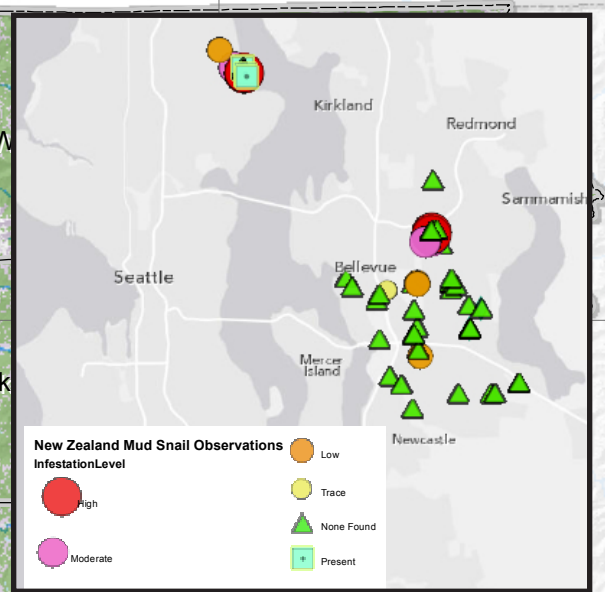 Kirkland
Redmond
Sammamish
Bellevue
Seattle
Mercer
Island
Newcastle
New Zealand Mud Snail Observations
InfestationLevel
High
Moderate
Low
Trace
None Found
Present